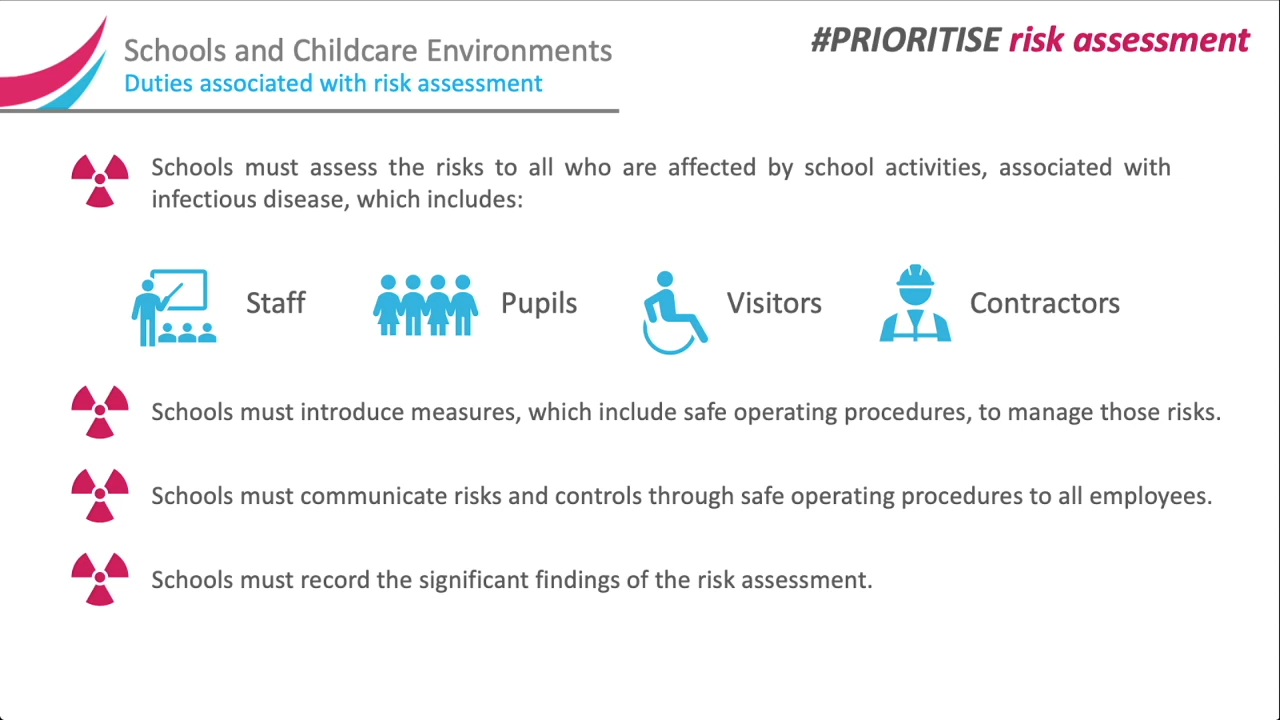 Schools and Childcare Environments
Duties associated with risk assessment
#PRIORITISE risk assessment
Schools must assess the risks to all who are affected by school activities, associated with
infectious disease, which includes:
Staff
Pupils
Visitors
Contractors
Schools must introduce measures, which include safe operating procedures, to manage those risks.
Schools must communicate risks and controls through safe operating procedures to all employees.
Schools must record the significant findings of the risk assessment.